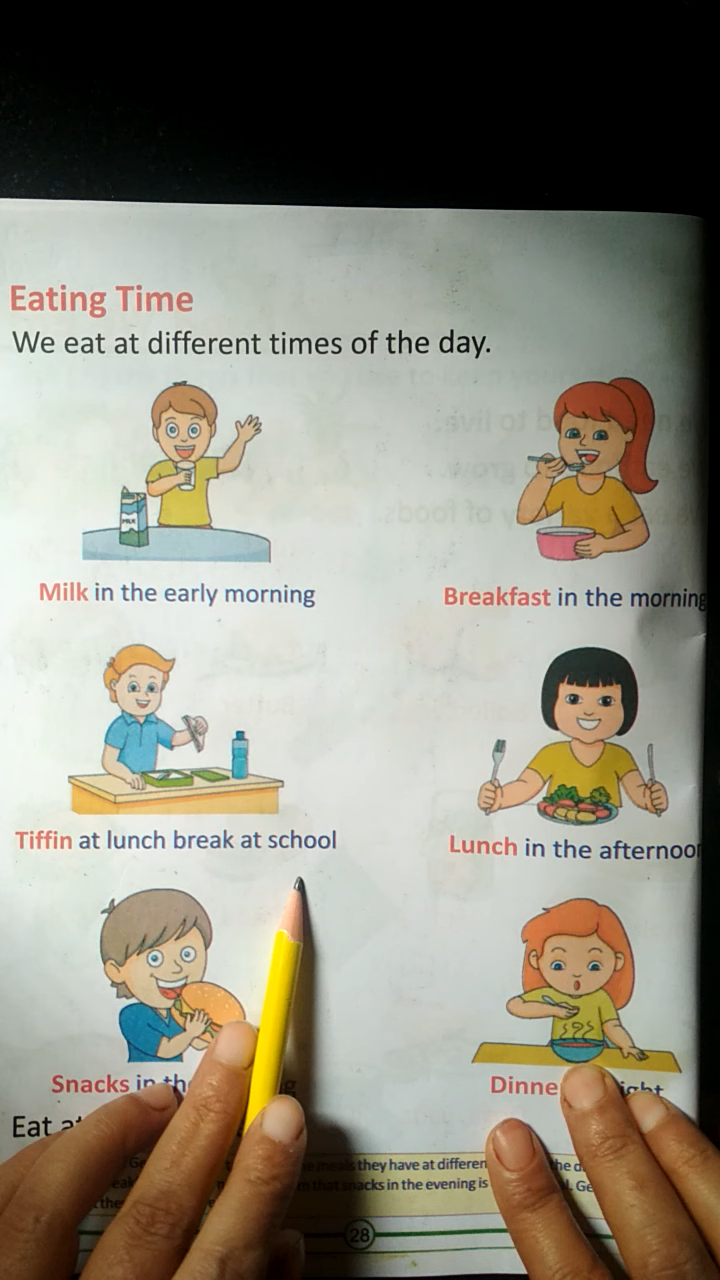 Eating Time
We eat at different times of the day.
MILK
Milk in the early morning
Breakfast in the morning
Tiffin at lunch break at school
Lunch in the afternoon
Snacks in
Eat
meals they have at
that snacks in the evening is
28